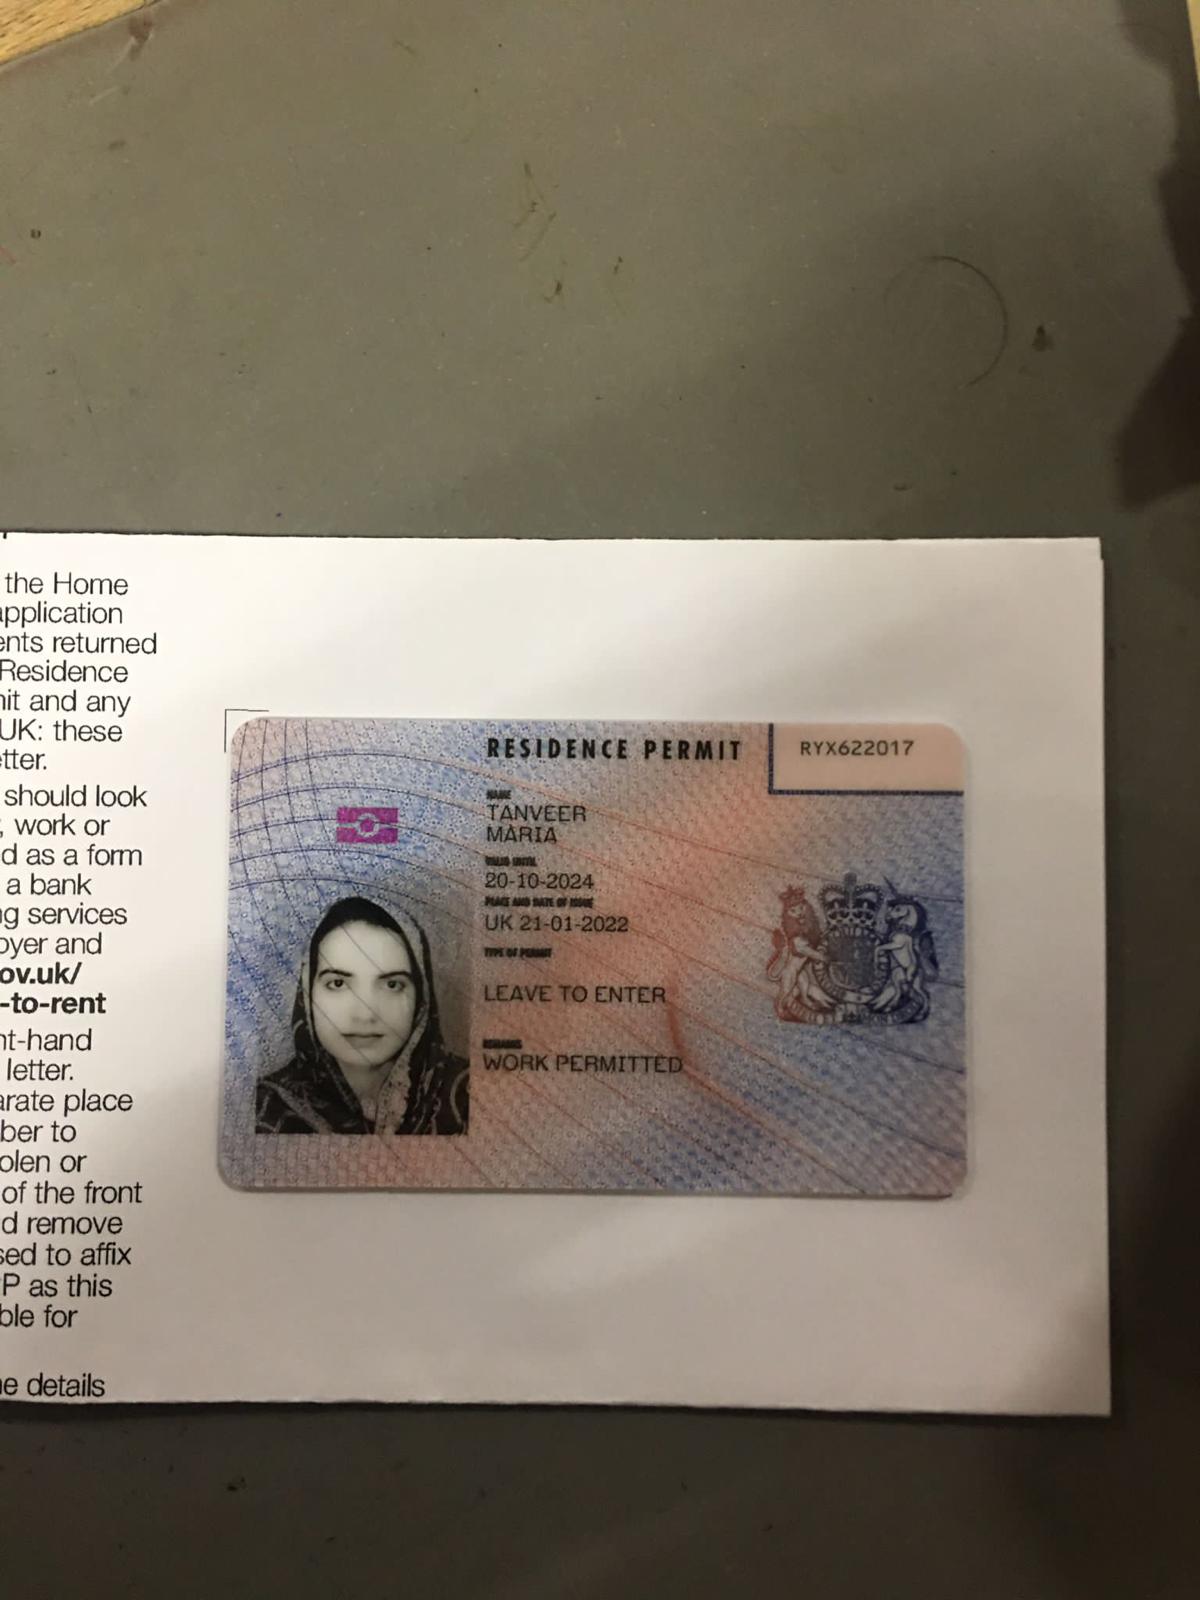 the Home
application
ents returned
Residence
nit and any
UK: these
etter.
should look
, work or
d as a form
a bank
ng services
oyer and
ov.uk/
-to-rent
nt-hand
letter.
arate place
ber to
olen or
of the front
d remove
sed to affix
P as this
ble for
e details
RESIDENCE PERMIT
RYX622017
NAME
TANVEER
MARIA
VALID UNTIL
20-10-2024
PLACE AND DATE OF ISSUE
UK 21-01-2022
TYPE OF PERMIT
LEAVE TO ENTER
REMARKS
WORK PERMITTED